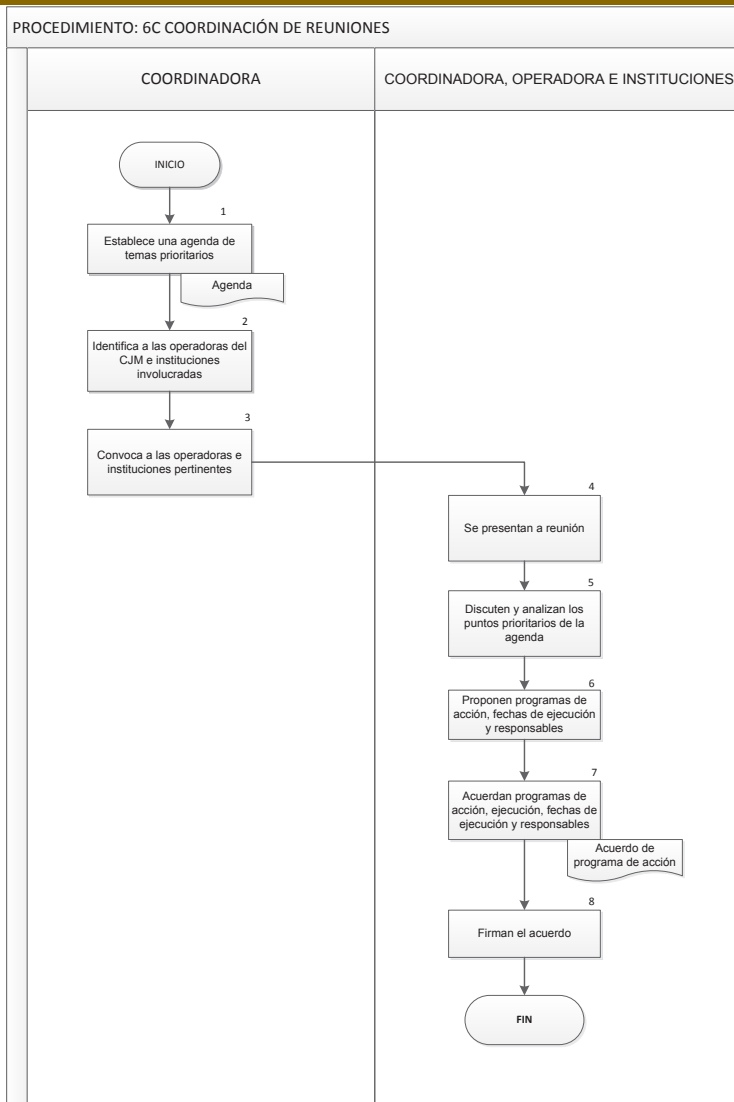 PROCEDIMIENTO: 6C COORDINACIÓN DE REUNIONES
COORDINADORA
COORDINADORA, OPERADORA E INSTITUCIONES
INICIO
1
Establece una agenda de
temas prioritarios
Agenda
2
Identifica a las operadoras del
CJM e instituciones
involucradas
3
Convoca a las operadoras e
instituciones pertinentes
4
Se presentan a reunión
5
Discuten y analizan los
puntos prioritarios de la
agenda
6
Proponen programas de
acción, fechas de ejecución
y responsables
7
Acuerdan programas de
acción, ejecución, fechas de
ejecución y responsables
Acuerdo de
programa de acción
8
Firman el acuerdo
FIN